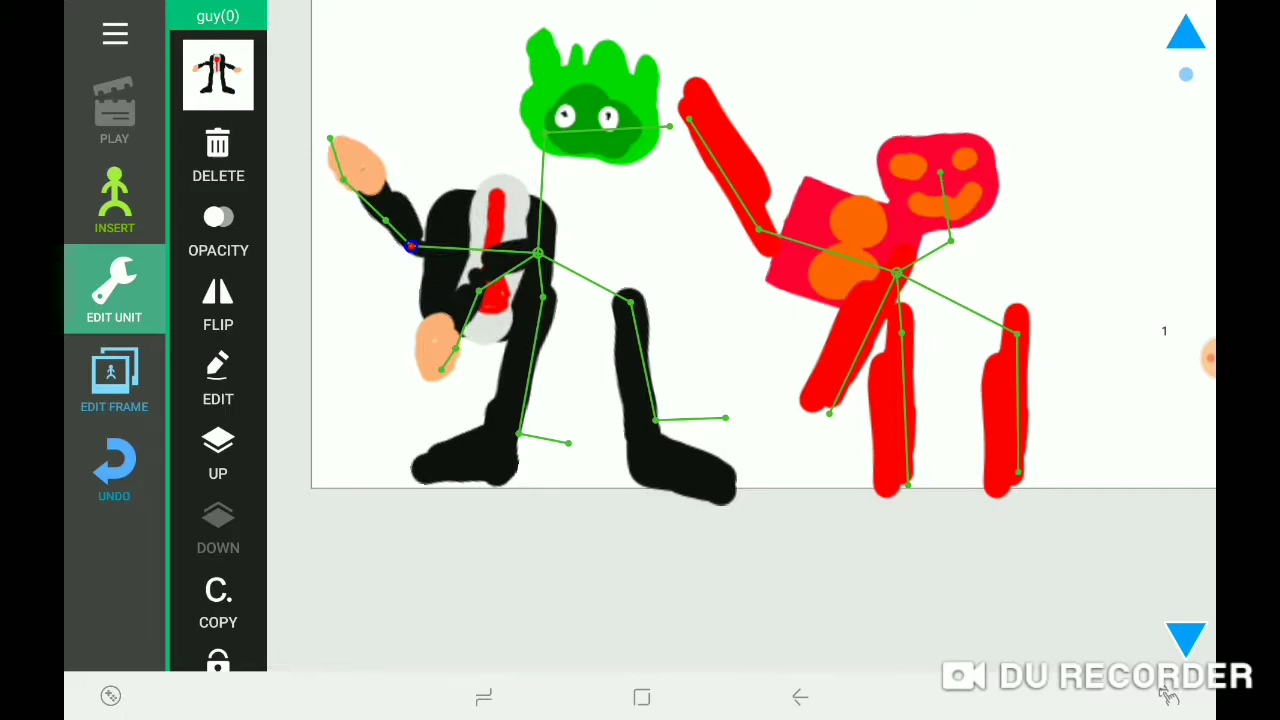 guy(0)
PLAY
INSERT
EDIT UNIT
EDIT FRAME
UNDO
DELETE
OPACITY
FLIP
EDIT
UP
DOWN
C.
COPY
1
DU RECORDER